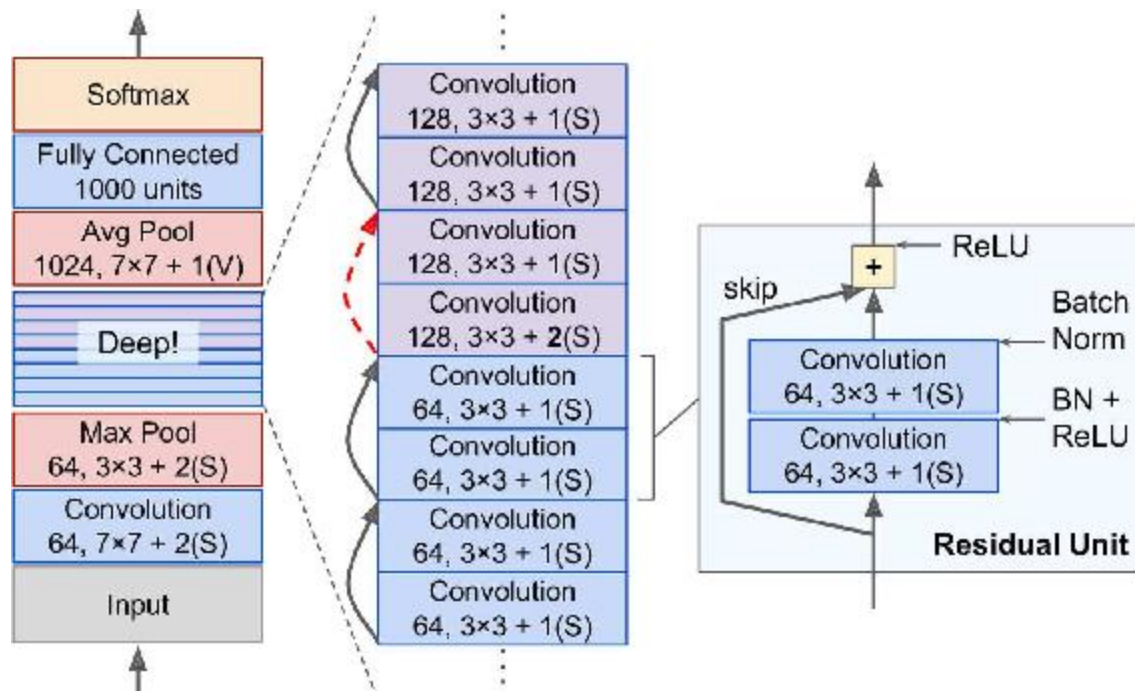 Softmax
Fully Connected
1000 units
Avg Pool
1024, 7×7 + 1(V)
Deep!
Max Pool
64, 3×3 + 2(S)
Convolution
64, 7×7 + 2(S)
Input
Convolution
128, 3×3 + 1(S)
Convolution
128, 3×3 + 1(S)
Convolution
128, 3×3 + 1(S)
Convolution
128, 3×3 + 2(S)
Convolution
64, 3×3 + 1(S)
Convolution
64, 3×3 + 1(S)
Convolution
64, 3×3 + 1(S)
Convolution
64, 3×3 + 1(S)
+
ReLU
skip
Batch
Norm
Convolution
64, 3×3 + 1(S)
BN +
ReLU
Convolution
64, 3×3 + 1(S)
Residual Unit